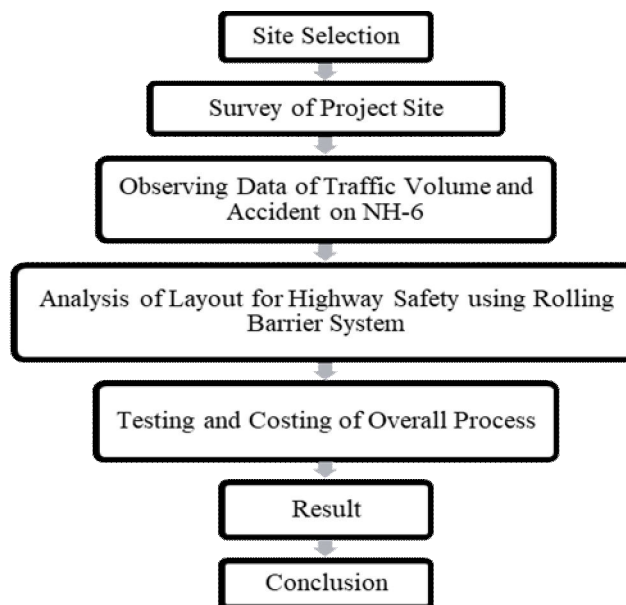 Site Selection
Survey of Project Site
Observing Data of Traffic Volume and
Accident on NH-6
Analysis of Layout for Highway Safety using Rolling
Barrier System
Testing and Costing of Overall Process
Result
Conclusion